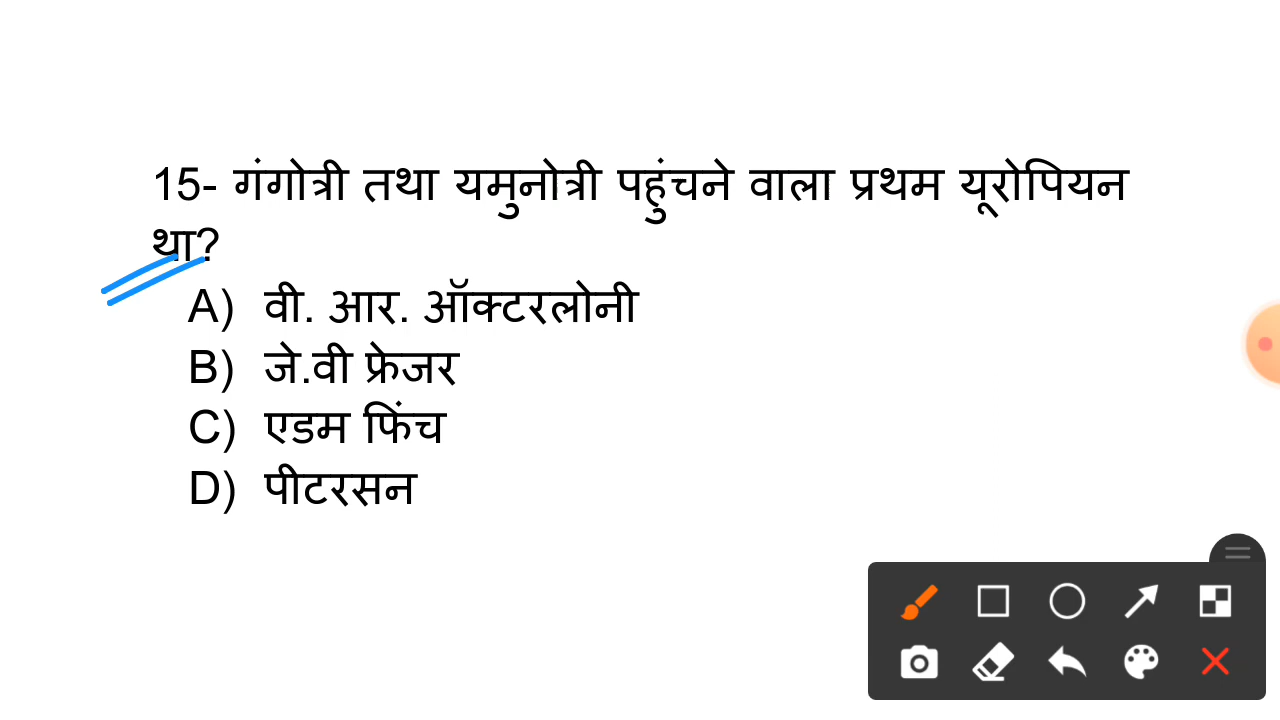 15- गंगोत्री तथा यमुनोत्री पहुंचने वाला प्रथम यूरोपियन
था?
A) वी. आर. ऑक्टरलोनी
B) जे.वी फ्रेजर
C) एडम फिंच
D) पीटरसन